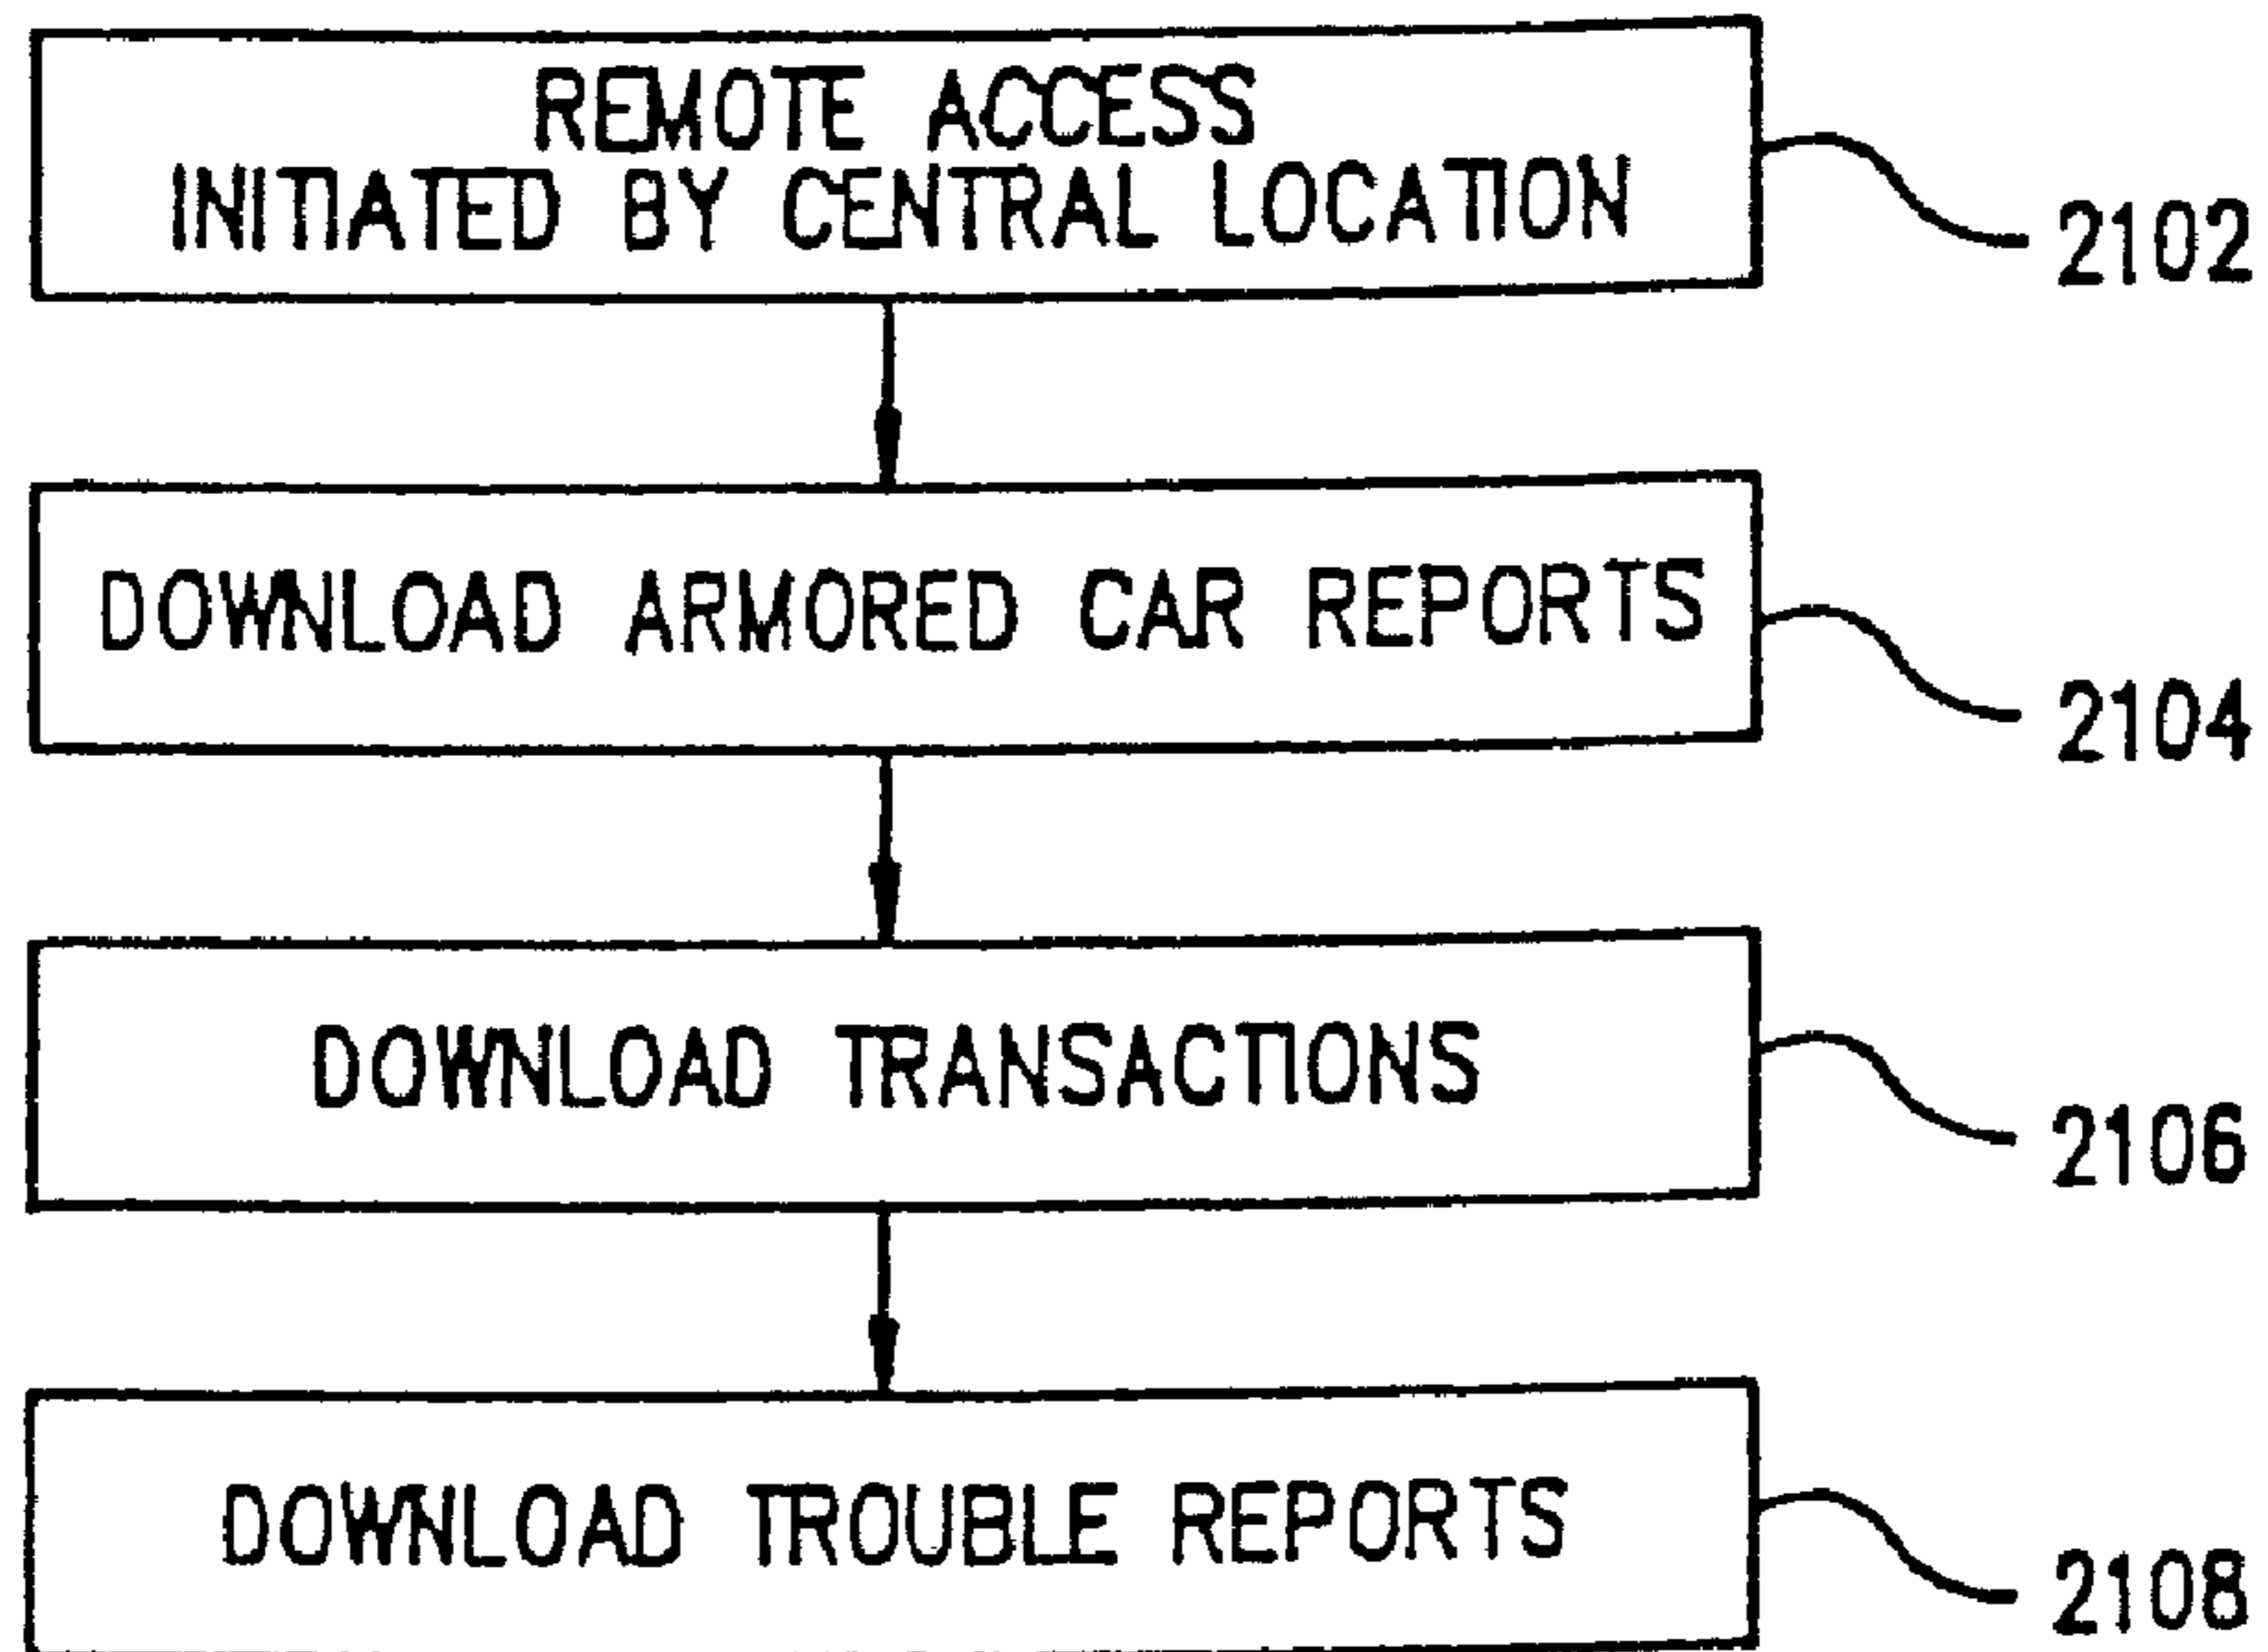 REMOTE ACCESS
INITIATED BY CENTRAL LOCATION
2102
DOWNLOAD ARMORED CAR REPORTS
2104
DOWNLOAD TRANSACTIONS
2106
DOWNLOAD TROUBLE REPORTS
2108